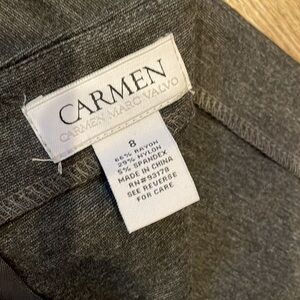 CARMEN
CARMEN MARC VALVO
8
66% RAYON
29% NYLON
5% SPANDEX
MADE IN CHINA
RN#93178
SEE REVERSE
FOR CARE